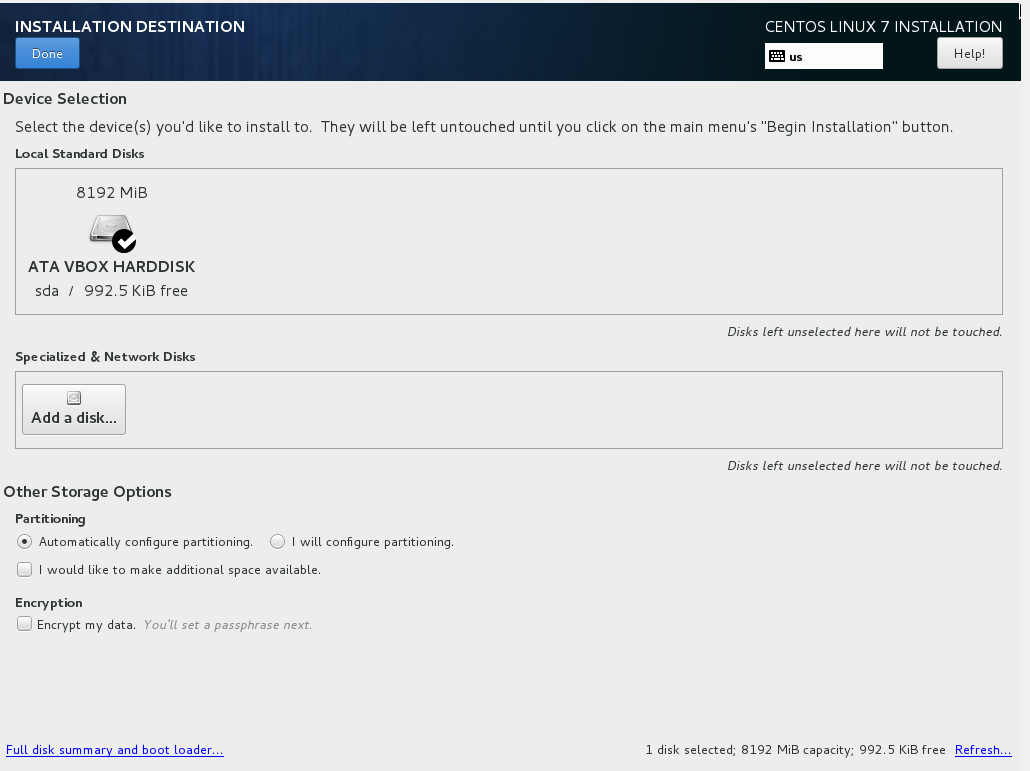 INSTALLATION DESTINATION
CENTOS LINUX 7 INSTALLATION
Done
us
Help!
Device Selection
Select the device(s) you'd like to install to.  They will be left untouched until you click on the main menu's "Begin Installation" button.
Local Standard Disks
8192 MiB
ATA VBOX HARDDISK
sda / 992.5 KiB free
Disks left unselected here will not be touched.
Specialized & Network Disks
Add a disk...
Disks left unselected here will not be touched.
Other Storage Options
Partitioning
Automatically configure partitioning. I will configure partitioning.
I would like to make additional space available.
Encryption
Encrypt my data. You'll set a passphrase next.
Full disk summary and boot loader... 1 disk selected; 8192 MiB capacity; 992.5 KiB free Refresh...